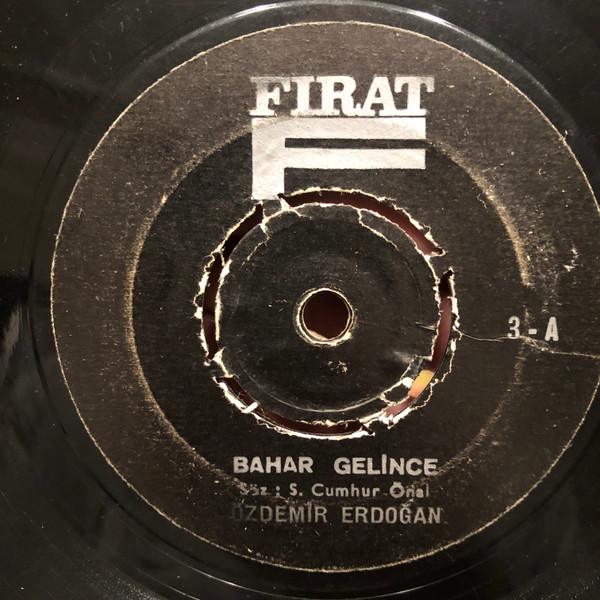 FIRAT
F
3-A
BAHAR GELİNCE
Söz : S. Cumhur Önal
ÖZDEMİR ERDOĞAN